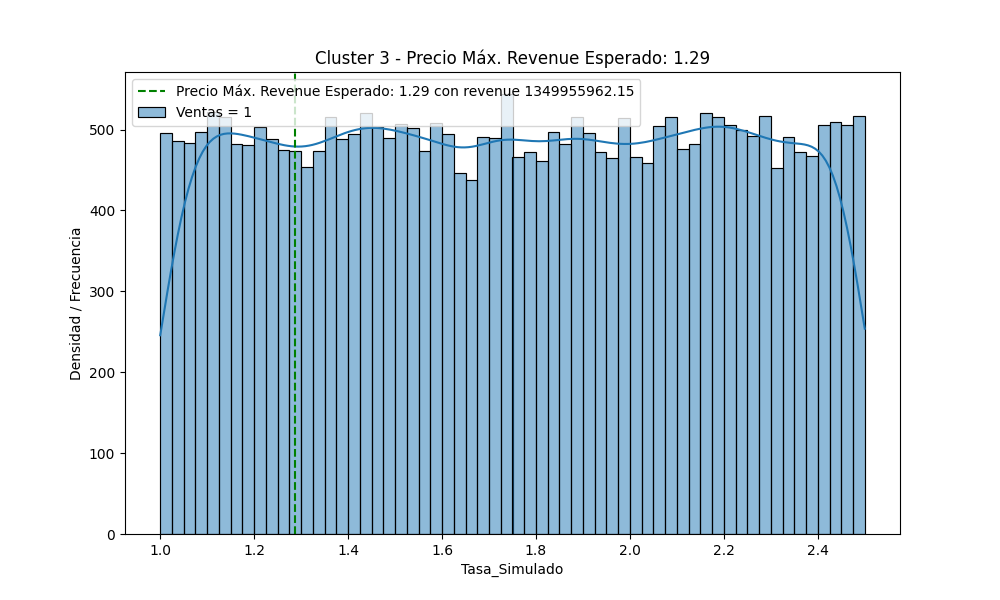 Cluster 3 - Precio Máx. Revenue Esperado: 1.29
Precio Máx. Revenue Esperado: 1.29 con revenue 1349955962.15
Ventas = 1
Densidad / Frecuencia
500
400
300
200
100
0
1.0 1.2 1.4 1.6 1.8 2.0 2.2 2.4
Tasa_Simulado